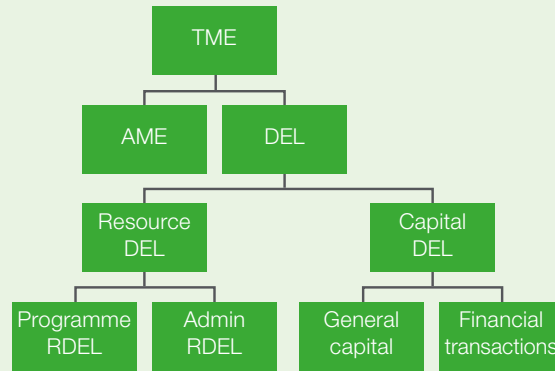 TME
AME
DEL
Resource
DEL
Capital
DEL
Programme
RDEL
Admin
RDEL
General
capital
Financial
transactions